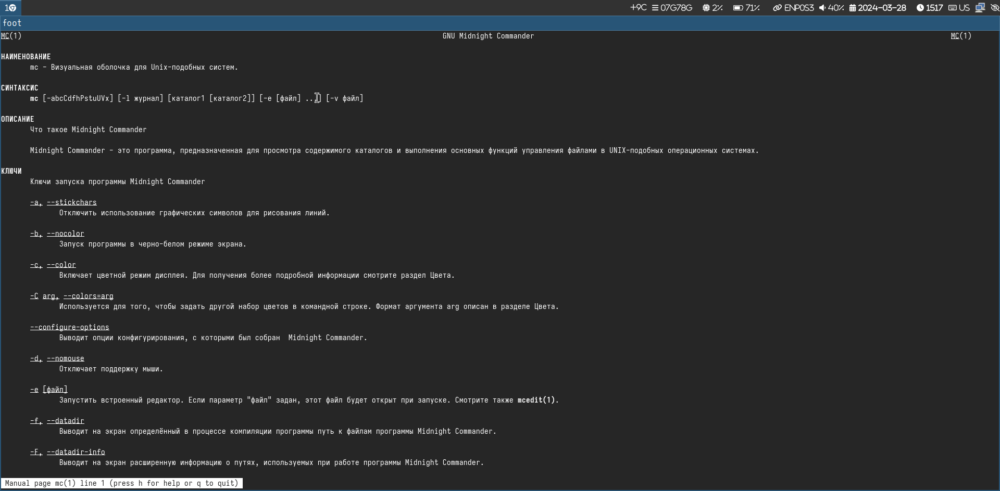 1 +9C 07G78G 2% 71% ENP0S3 40% 2024-03-28 1517 US
foot
MC(1) GNU Midnight Commander MC(1)
НАИМЕНОВАНИЕ
mc - Визуальная оболочка для Unix-подобных систем.
СИНТАКСИС
mc [-abcCdfhPstuUVx] [-l журнал] [каталог1 [каталог2]] [-e [файл] ...] [-v файл]
ОПИСАНИЕ
Что такое Midnight Commander
Midnight Commander - это программа, предназначенная для просмотра содержимого каталогов и выполнения основных функций управления файлами в UNIX-подобных операционных системах.
КЛЮЧИ
Ключи запуска программы Midnight Commander
-a, --stickchars
Отключить использование графических символов для рисования линий.
-b, --nocolor
Запуск программы в черно-белом режиме экрана.
-c, --color
Включает цветной режим дисплея. Для получения более подробной информации смотрите раздел Цвета.
-C arg, --colors=arg
Используется для того, чтобы задать другой набор цветов в командной строке. Формат аргумента arg описан в разделе Цвета.
--configure-options
Выводит опции конфигурирования, с которыми был собран  Midnight Commander.
-d, --nomouse
Отключает поддержку мыши.
-e [файл]
Запустить встроенный редактор. Если параметр "файл" задан, этот файл будет открыт при запуске. Смотрите также mcedit(1).
-f, --datadir
Выводит на экран определённый в процессе компиляции программы путь к файлам программы Midnight Commander.
-F, --datadir-info
Выводит на экран расширенную информацию о путях, используемых при работе программы Midnight Commander.
Manual page mc(1) line 1 (press h for help or q to quit)